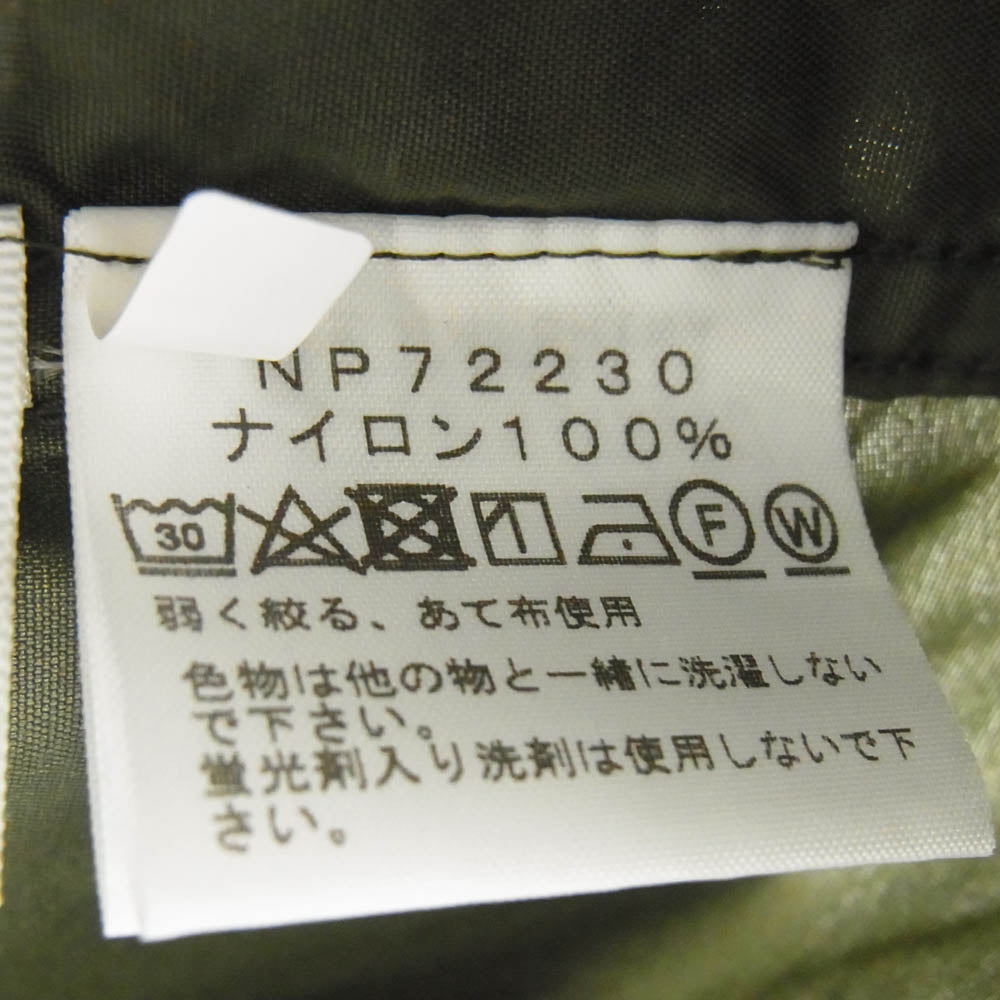 NP72230
ナイロン100%
30 F W
弱く絞る、あて布使用
色物は他の物と一緒に洗濯しない
で下さい。
蛍光剤入り洗剤は使用しないで下
さい。